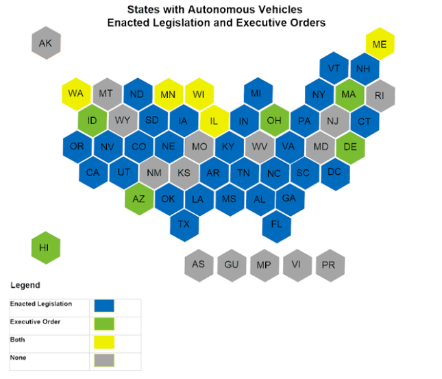 States with Autonomous Vehicles
Enacted Legislation and Executive Orders
AK ME
VT NH
WA MT ND MN WI MI NY MA RI
ID WY SD IA IL IN OH PA NJ CT
OR NV CO NE MO KY WV VA MD DE
CA UT NM KS AR TN NC SC DC
AZ OK LA MS AL GA
TX FL
HI
AS GU MP VI PR
Legend
Enacted Legislation
Executive Order
Both
None